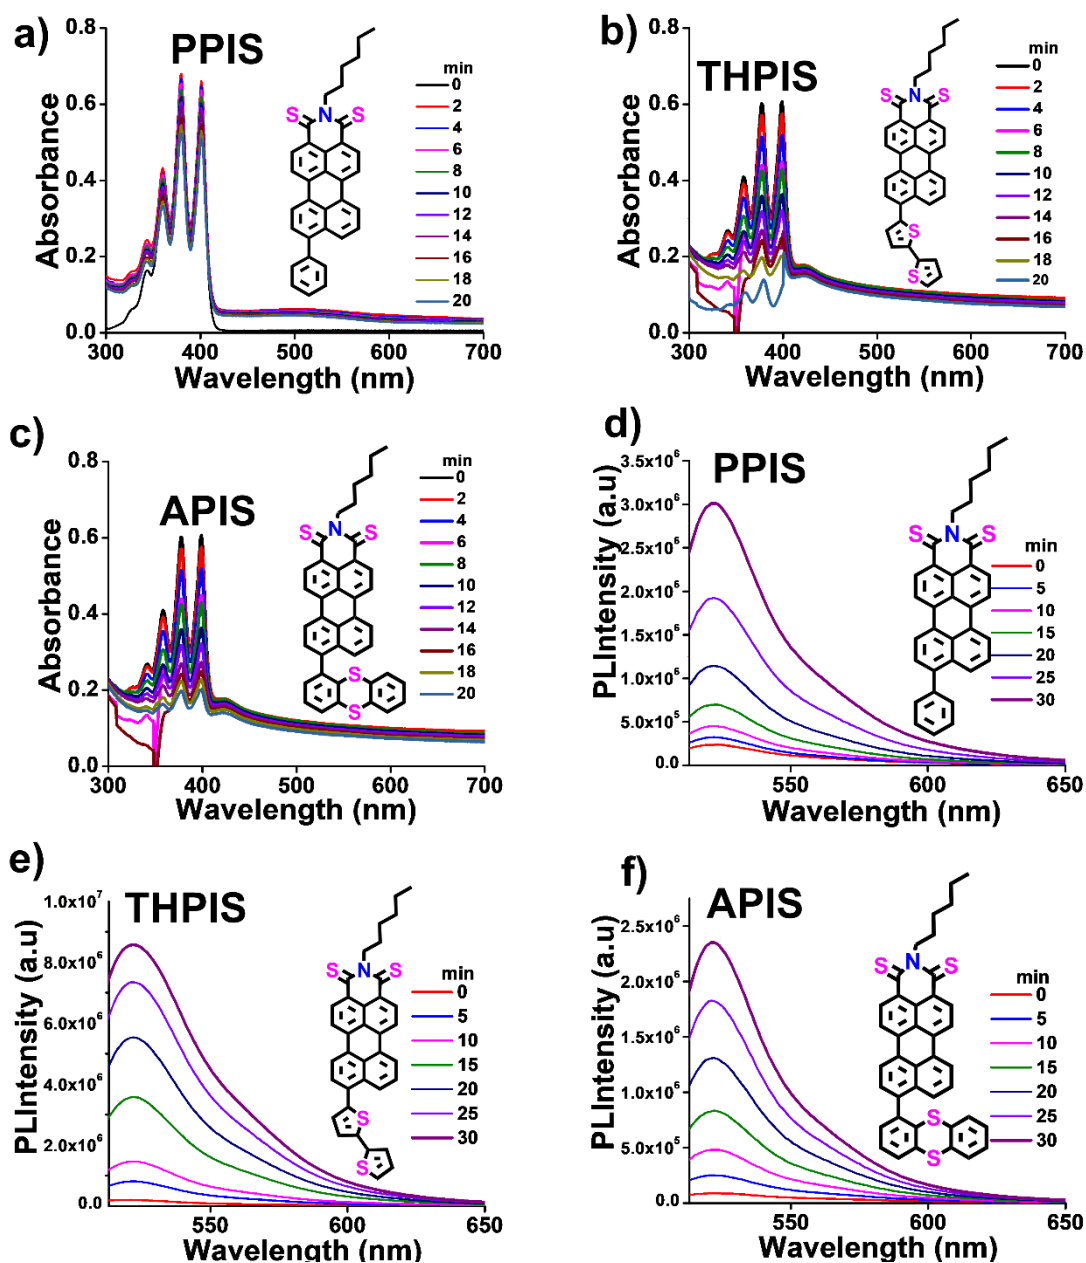 a)
PPIS
Absorbance
0.8
0.6
0.4
0.2
0.0
300 400 500 600 700
Wavelength (nm)
min
0
2
4
6
8
10
12
14
16
18
20
S N S
b)
THPIS
Absorbance
0.8
0.6
0.4
0.2
0.0
300 400 500 600 700
Wavelength (nm)
min
0
2
4
6
8
10
12
14
16
18
20
S N S
S
S
c)
APIS
Absorbance
0.8
0.6
0.4
0.2
0.0
300 400 500 600 700
Wavelength (nm)
min
0
2
4
6
8
10
12
14
16
18
20
S N S
S
S
d)
PPIS
PLIntensity (a.u)
3.5x10⁶
3.0x10⁶
2.5x10⁶
2.0x10⁶
1.5x10⁶
1.0x10⁶
5.0x10⁵
0.0
550 600 650
Wavelength (nm)
min
0
5
10
15
20
25
30
S N S
e)
THPIS
PLIntensity (a.u)
1.0x10⁷
8.0x10⁶
6.0x10⁶
4.0x10⁶
2.0x10⁶
0.0
550 600 650
Wavelength (nm)
min
0
5
10
15
20
25
30
S N S
S
S
f)
APIS
PLIntensity (a.u)
2.5x10⁶
2.0x10⁶
1.5x10⁶
1.0x10⁶
5.0x10⁵
0.0
550 600 650
Wavelength (nm)
min
0
5
10
15
20
25
30
S N S
S
S